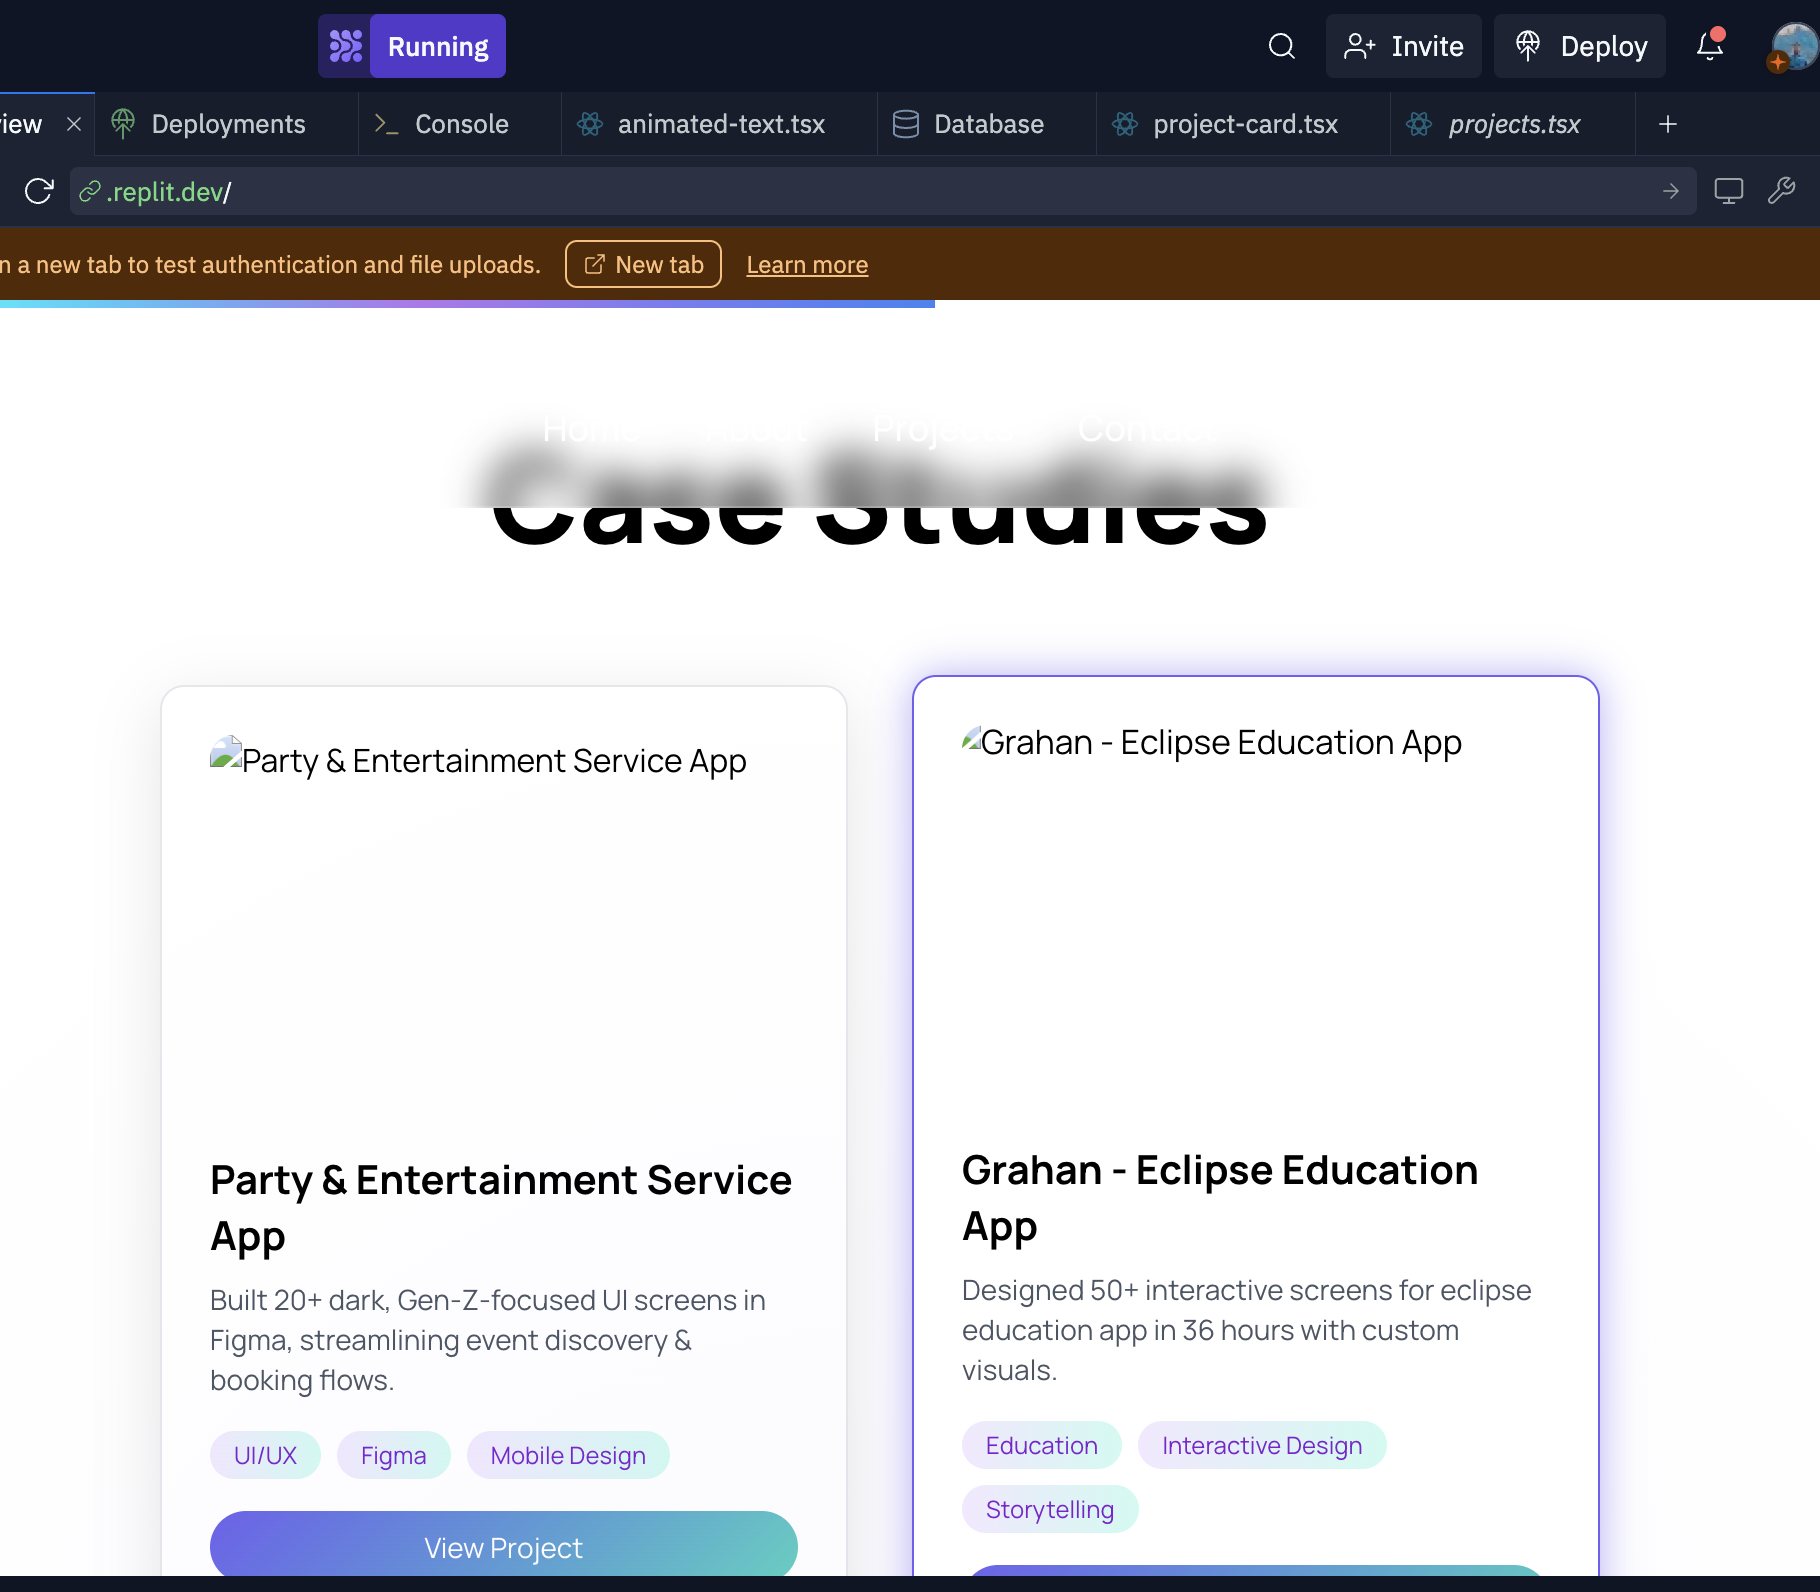 Running
Invite
Deploy
iew
Deployments
Console
animated-text.tsx
Database
project-card.tsx
projects.tsx
.replit.dev/
n a new tab to test authentication and file uploads.
New tab
Learn more
Home
About
Projects
Contact
Case Studies
Party & Entertainment Service App
Grahan - Eclipse Education App
Party & Entertainment Service
App
Built 20+ dark, Gen-Z-focused UI screens in
Figma, streamlining event discovery &
booking flows.
UI/UX
Figma
Mobile Design
View Project
Grahan - Eclipse Education
App
Designed 50+ interactive screens for eclipse
education app in 36 hours with custom
visuals.
Education
Interactive Design
Storytelling